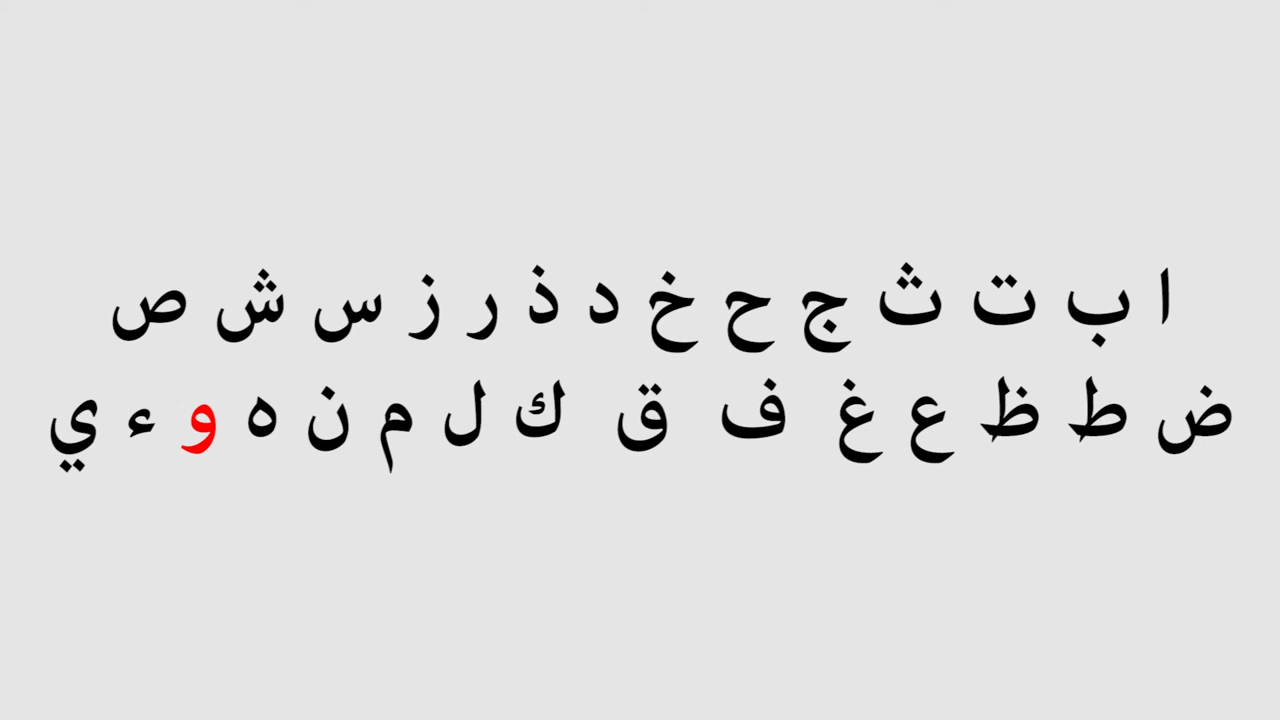 ا ب ت ث ج ح خ د ذ ر ز س ش ص
ض ط ظ ع غ ف ق ك ل م ن ه و ء ي